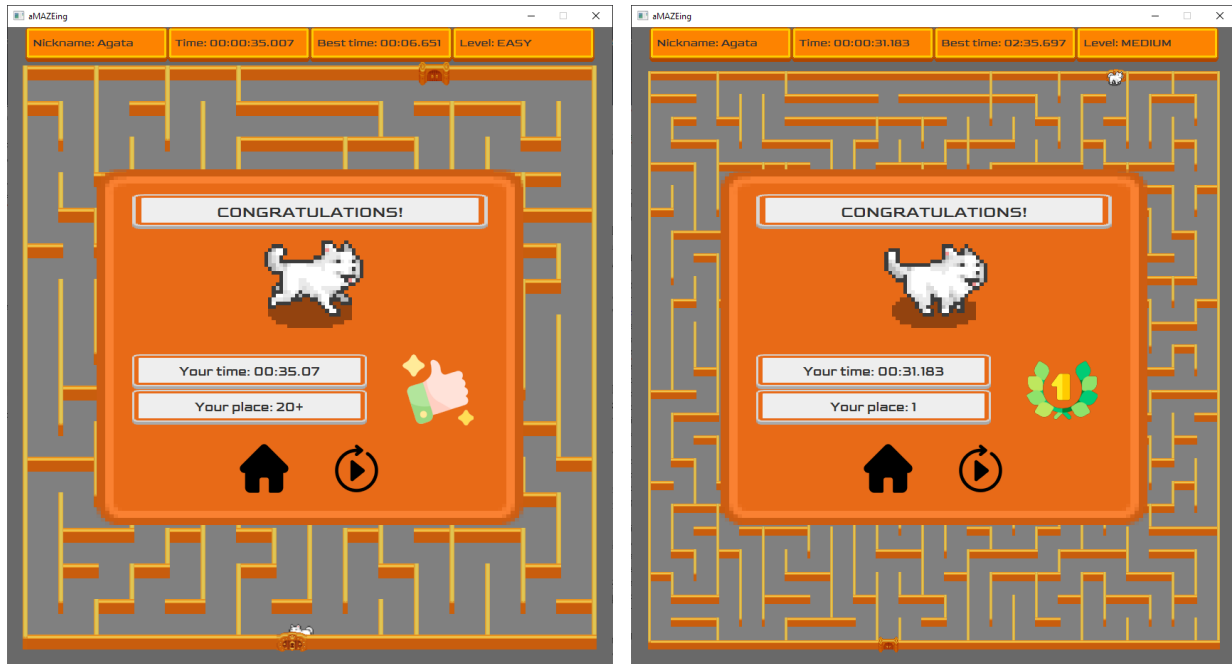 aMAZEing
Nickname: Agata
Time: 00:00:35.007
Best time: 00:06.651
Level: EASY
CONGRATULATIONS!
Your time: 00:35.07
Your place: 20+
aMAZEing
Nickname: Agata
Time: 00:00:31.183
Best time: 02:35.697
Level: MEDIUM
CONGRATULATIONS!
Your time: 00:31.183
Your place: 1
1